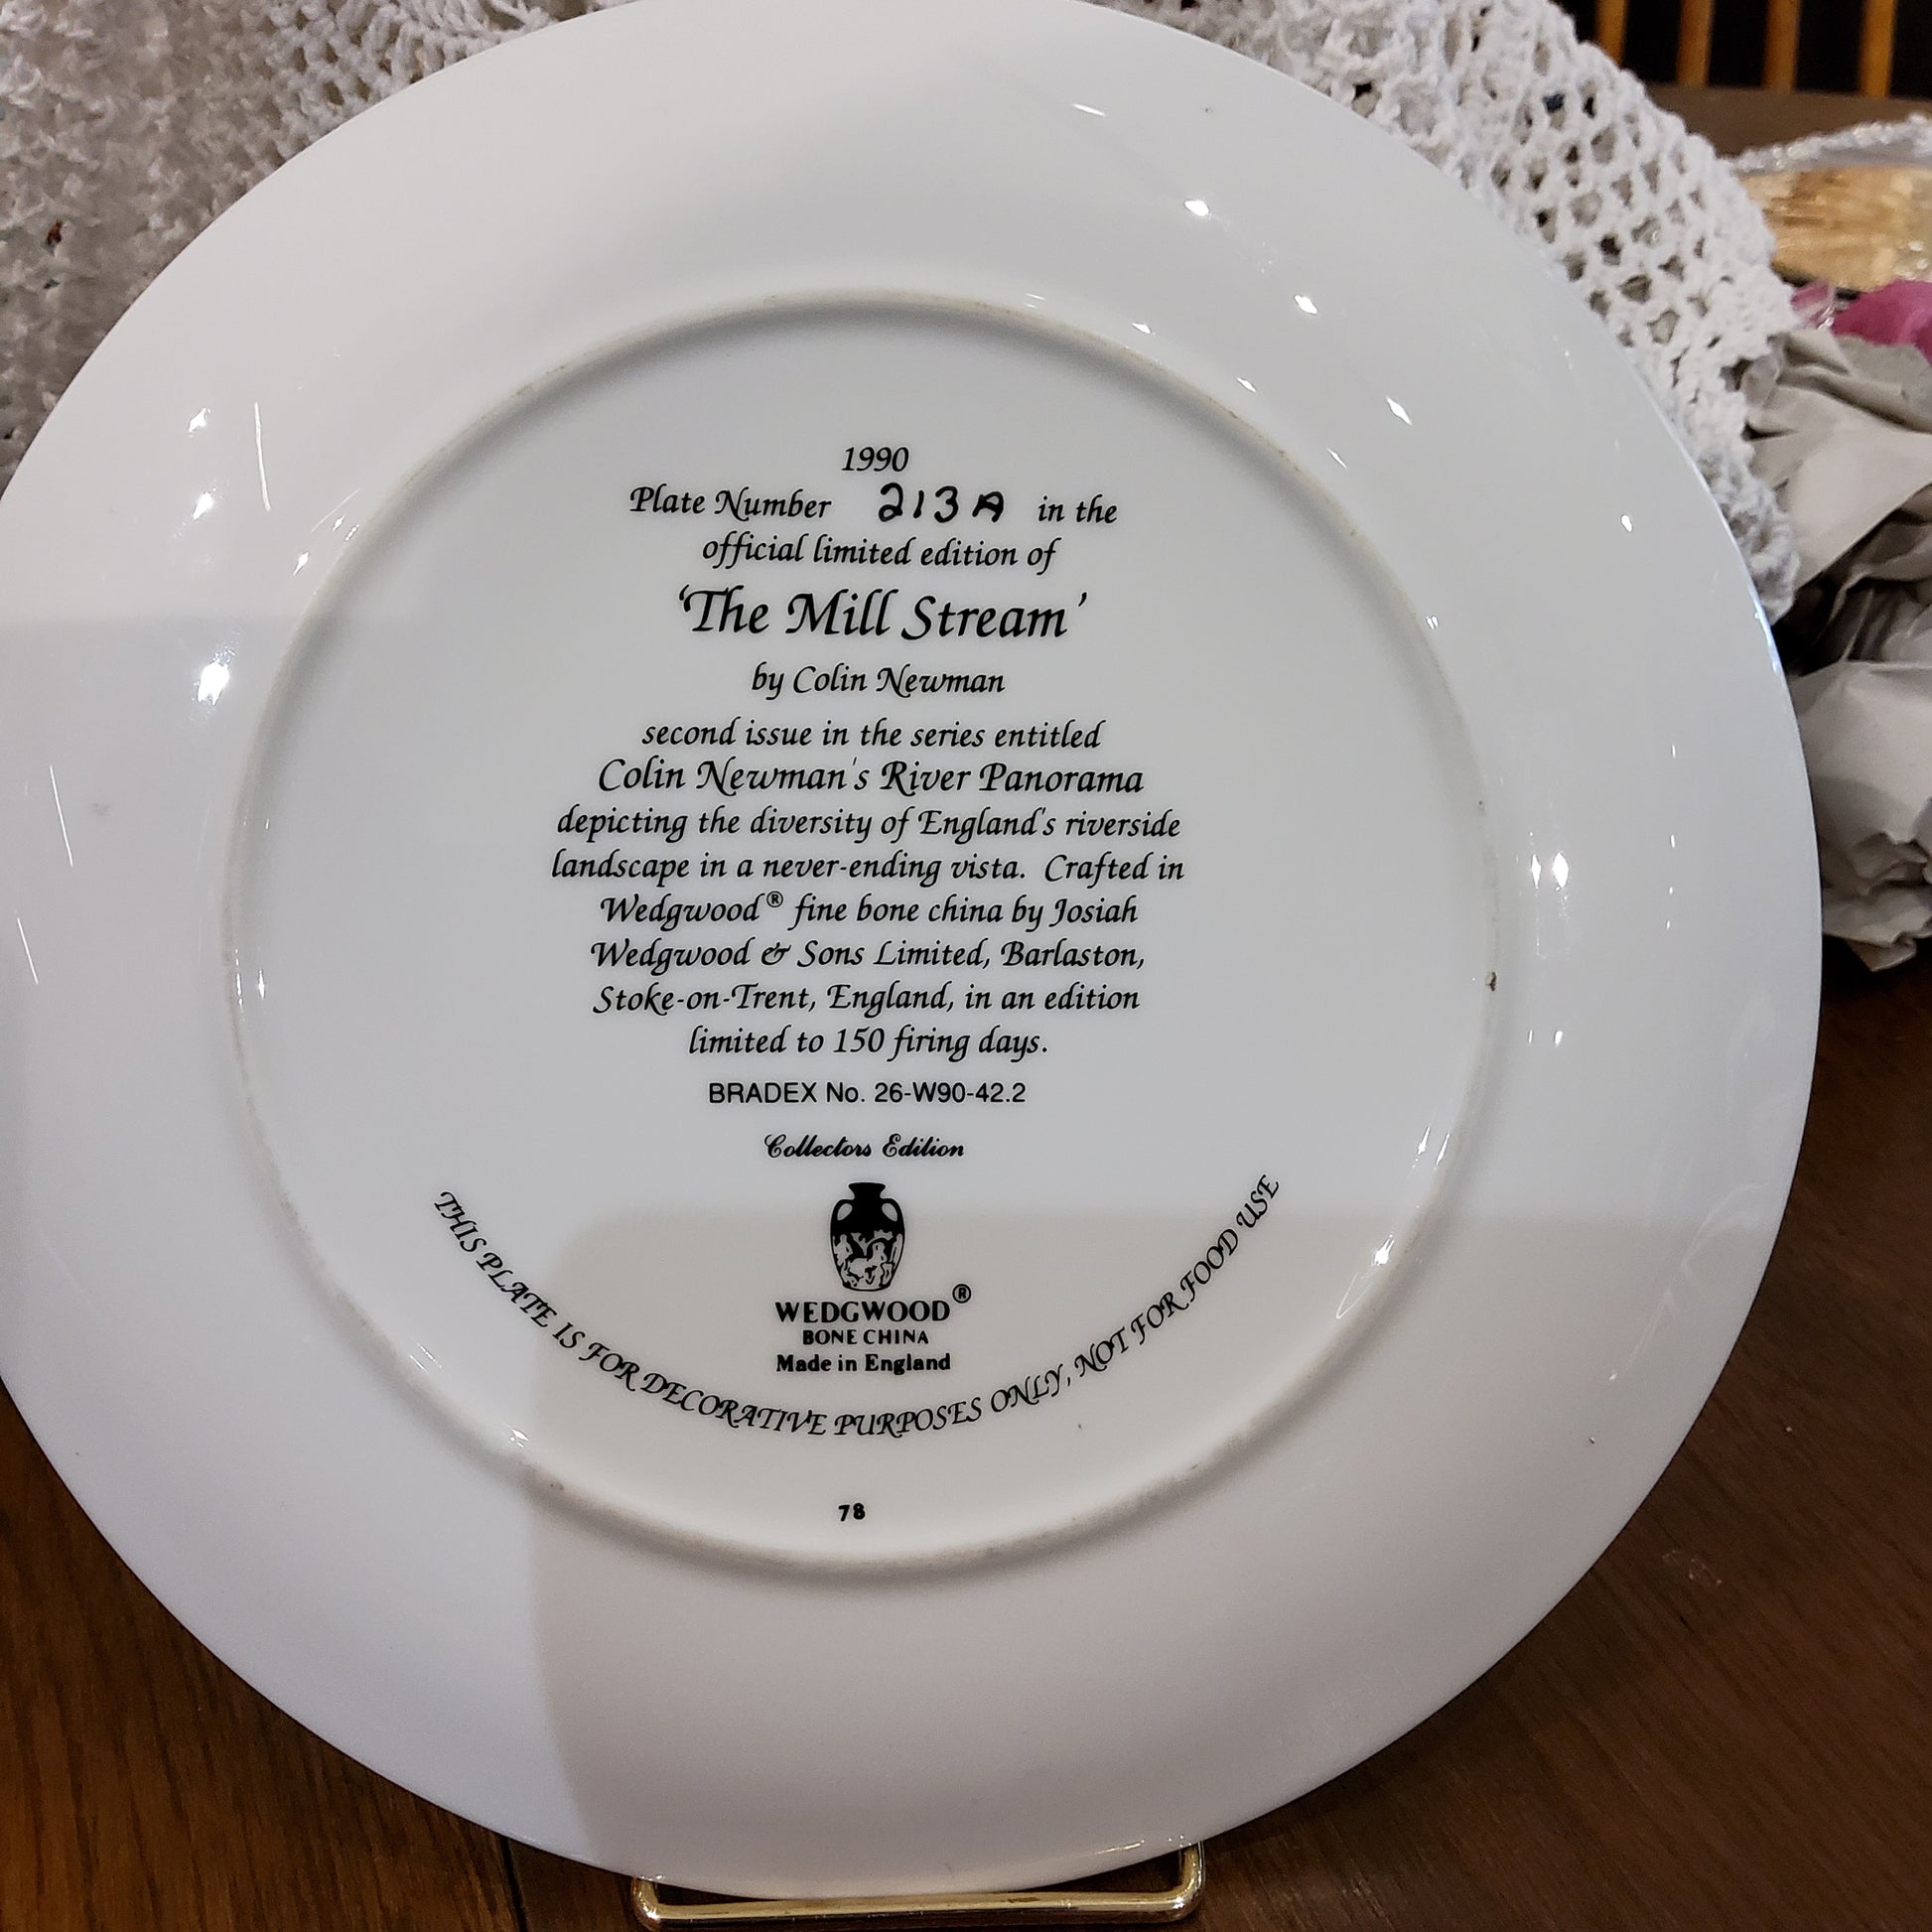 1990
Plate Number 213A in the
official limited edition of
‘The Mill Stream’
by Colin Newman
second issue in the series entitled
Colin Newman's River Panorama
depicting the diversity of England's riverside
landscape in a never-ending vista. Crafted in
Wedgwood® fine bone china by Josiah
Wedgwood & Sons Limited, Barlaston,
Stoke-on-Trent, England, in an edition
limited to 150 firing days.
BRADEX No. 26-W90-42.2
Collectors Edition
WEDGWOOD®
BONE CHINA
Made in England
THIS PLATE IS FOR DECORATIVE PURPOSES ONLY, NOT FOR FOOD USE
78